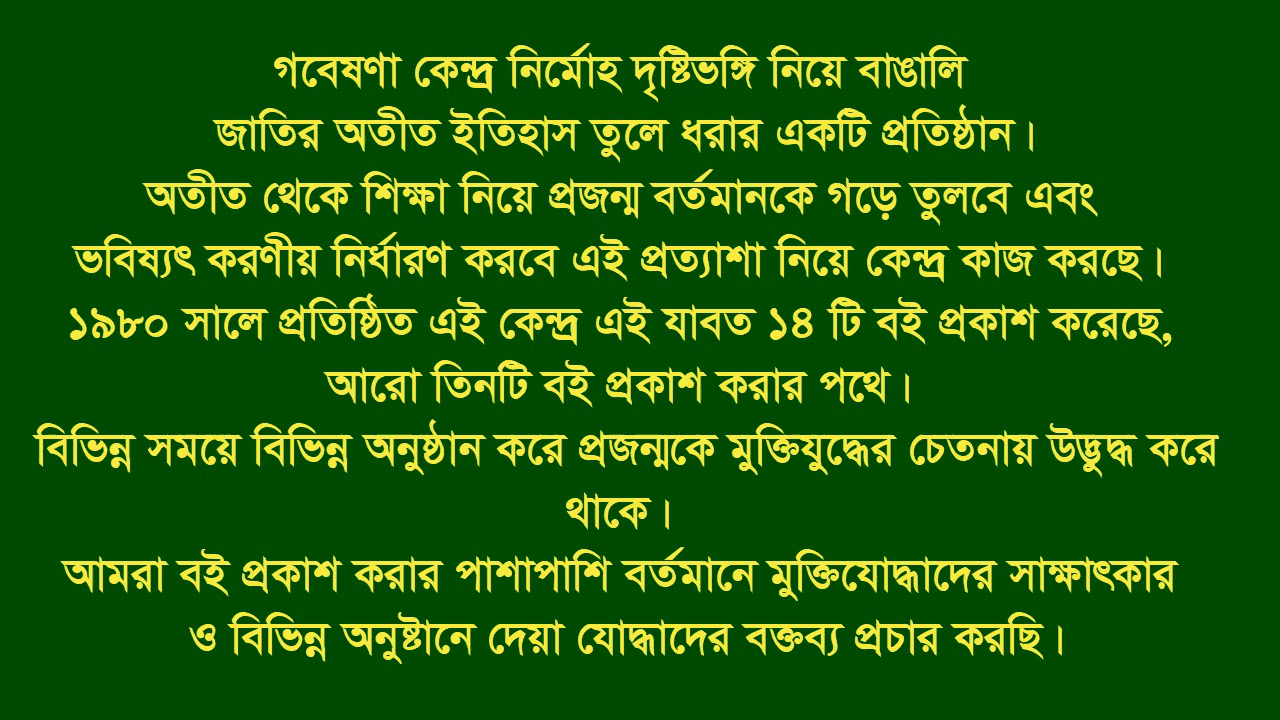 গবেষণা কেন্দ্র নির্মোহ দৃষ্টিভঙ্গি নিয়ে বাঙালি
জাতির অতীত ইতিহাস তুলে ধরার একটি প্রতিষ্ঠান।
অতীত থেকে শিক্ষা নিয়ে প্রজন্ম বর্তমানকে গড়ে তুলবে এবং
ভবিষ্যৎ করণীয় নির্ধারণ করবে এই প্রত্যাশা নিয়ে কেন্দ্র কাজ করছে।
১৯৮০ সালে প্রতিষ্ঠিত এই কেন্দ্র এই যাবত ১৪ টি বই প্রকাশ করেছে,
আরো তিনটি বই প্রকাশ করার পথে।
বিভিন্ন সময়ে বিভিন্ন অনুষ্ঠান করে প্রজন্মকে মুক্তিযুদ্ধের চেতনায় উদ্ভুদ্ধ করে
থাকে।
আমরা বই প্রকাশ করার পাশাপাশি বর্তমানে মুক্তিযোদ্ধাদের সাক্ষাৎকার
ও বিভিন্ন অনুষ্টানে দেয়া যোদ্ধাদের বক্তব্য প্রচার করছি।